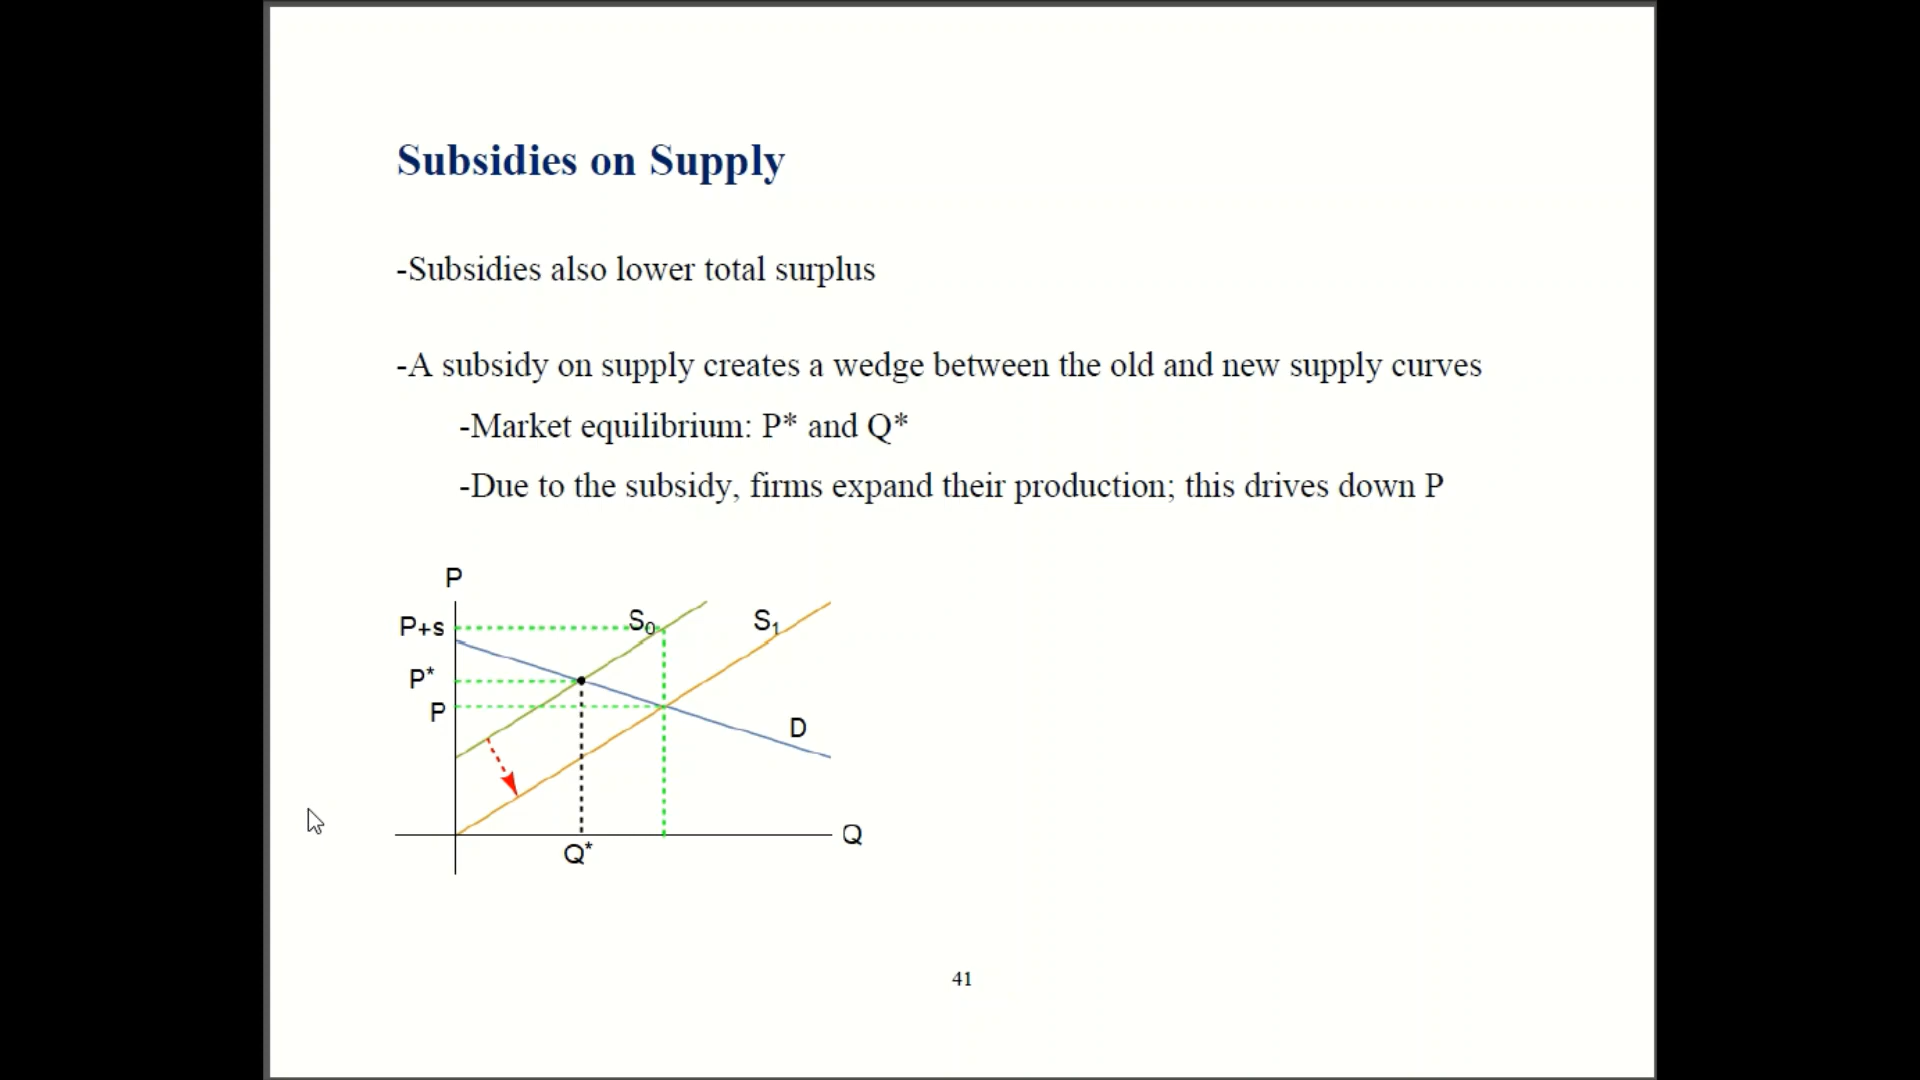 Subsidies on Supply
-Subsidies also lower total surplus
-A subsidy on supply creates a wedge between the old and new supply curves
-Market equilibrium: P* and Q*
-Due to the subsidy, firms expand their production; this drives down P
P
P+s
S₀
S₁
P*
P
D
Q
Q*
41